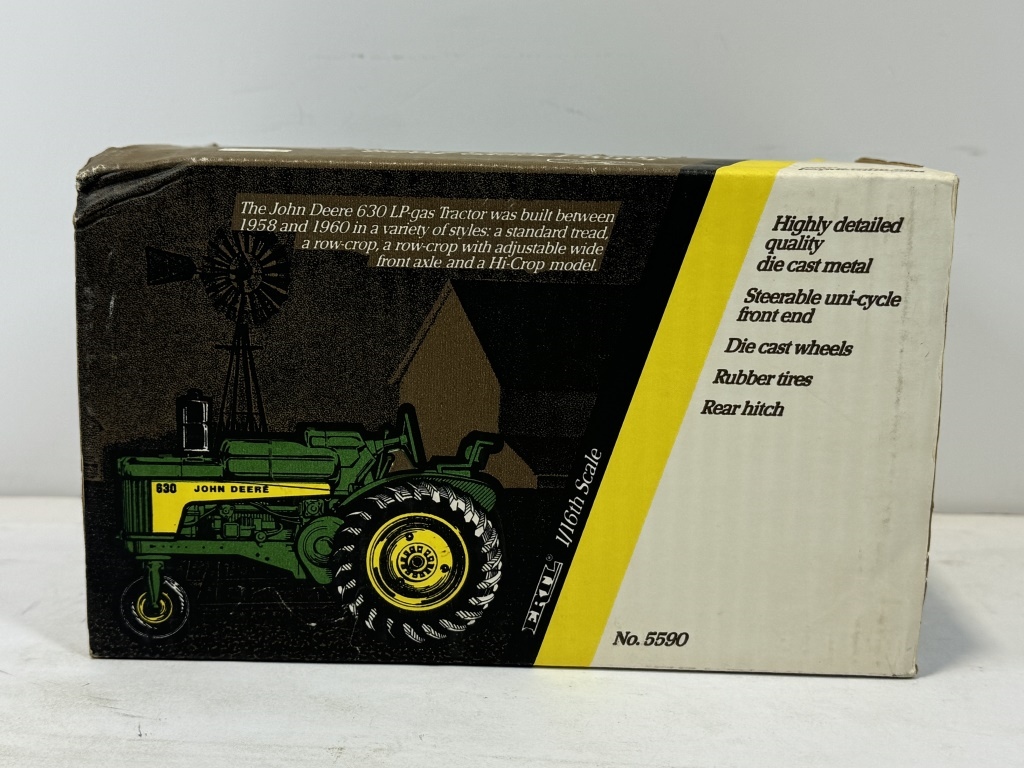 The John Deere 630 LP-gas Tractor was built between
1958 and 1960 in a variety of styles: a standard tread,
a row-crop, a row-crop with adjustable wide
front axle and a Hi-Crop model.
Highly detailed
quality
die cast metal
Steerable uni-cycle
front end
Die cast wheels
Rubber tires
Rear hitch
630 JOHN DEERE
ERTL® 1/16th Scale
No. 5590